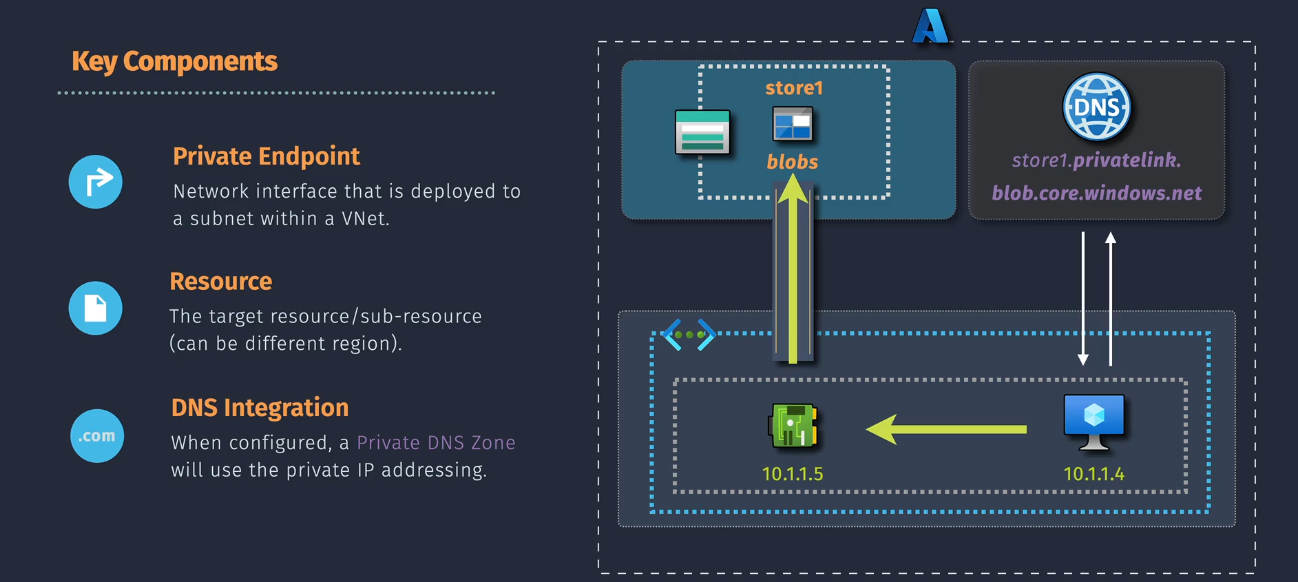 Key Components
Private Endpoint
Network interface that is deployed to
a subnet within a VNet.
Resource
The target resource/sub-resource
(can be different region).
.com
DNS Integration
When configured, a Private DNS Zone
will use the private IP addressing.
store1
blobs
DNS
store1.privatelink.
blob.core.windows.net
10.1.1.5
10.1.1.4